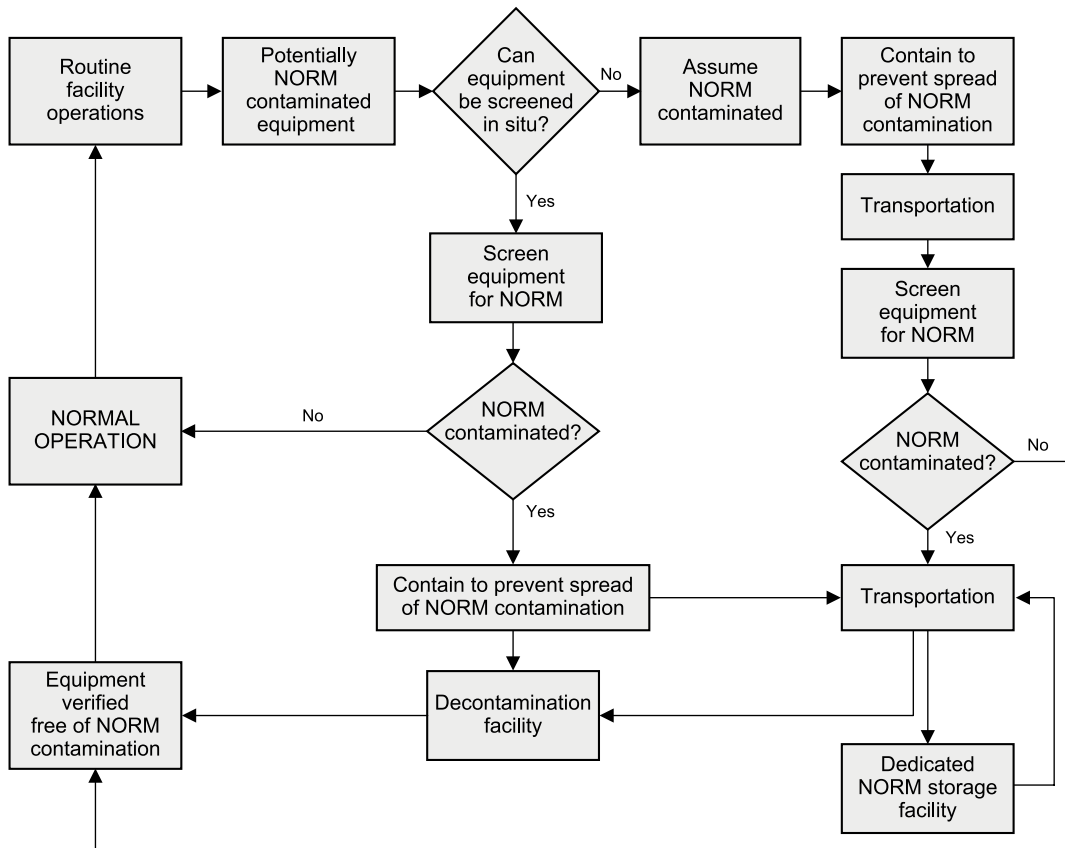 Routine
facility
operations
Potentially
NORM
contaminated
equipment
Can
equipment
be screened
in situ?
No
Assume
NORM
contaminated
Contain to
prevent spread
of NORM
contamination
Yes
Transportation
Screen
equipment
for NORM
Screen
equipment
for NORM
NORMAL
OPERATION
No
NORM
contaminated?
NORM
contaminated?
No
Yes
Yes
Contain to prevent spread
of NORM contamination
Transportation
Equipment
verified
free of NORM
contamination
Decontamination
facility
Dedicated
NORM storage
facility